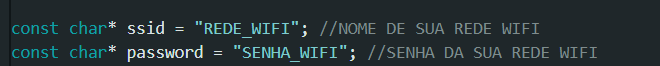 const char* ssid = "REDE_WIFI"; //NOME DE SUA REDE WIFI
const char* password = "SENHA_WIFI"; //SENHA DA SUA REDE WIFI